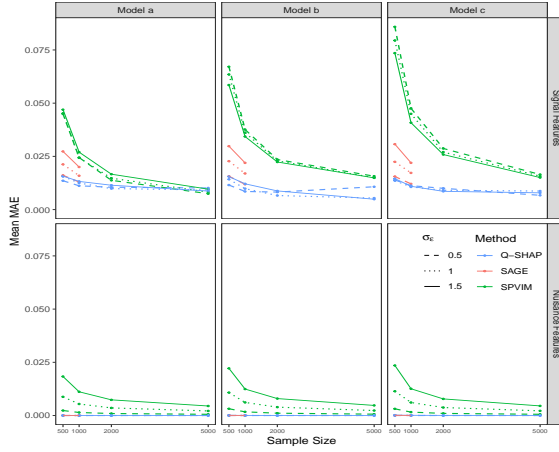 Model a
Model b
Model c
0.075
0.050
0.025
0.000
Signal Features
Mean MAE
0.075
0.050
0.025
0.000
Nuisance Features
σE
0.5
1
1.5
Method
Q−SHAP
SAGE
SPVIM
500 1000 2000 5000
500 1000 2000 5000
500 1000 2000 5000
Sample Size